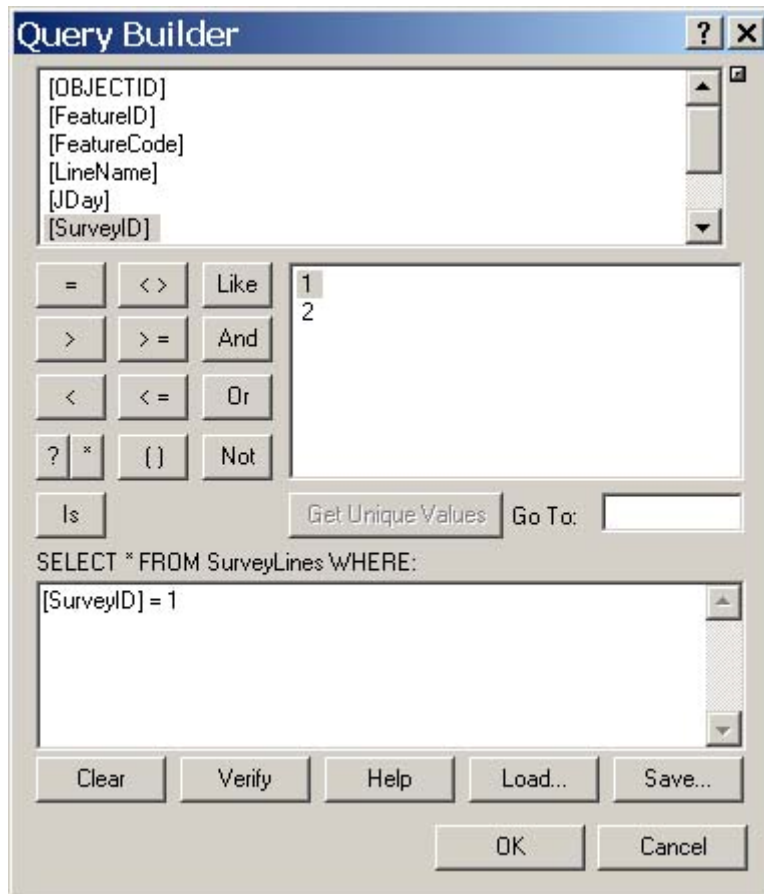 Query Builder ? X
[OBJECTID]
[FeatureID]
[FeatureCode]
[LineName]
[JDay]
[SurveyID]
= < > Like
> > = And
< < = Or
? * ( ) Not
Is
1
2
Get Unique Values Go To:
SELECT * FROM SurveyLines WHERE:
[SurveyID] = 1
Clear Verify Help Load... Save...
OK Cancel